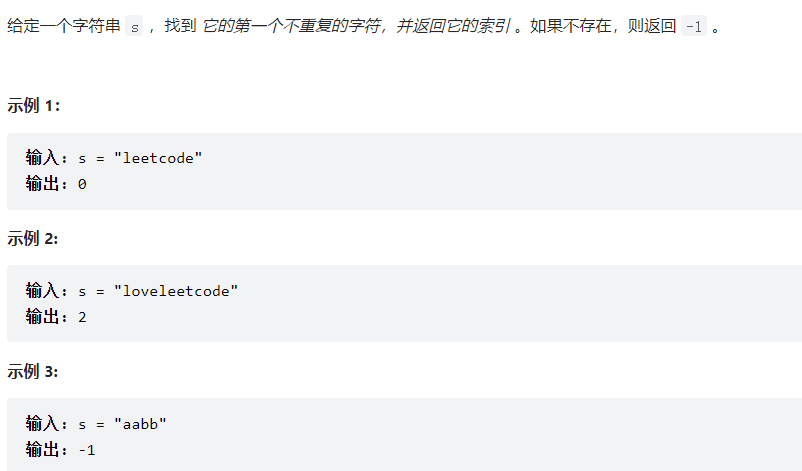 给定一个字符串 s ，找到 它的第一个不重复的字符，并返回它的索引 。如果不存在，则返回 -1 。
示例 1：
输入：s = "leetcode"
输出：0
示例 2:
输入：s = "loveleetcode"
输出：2
示例 3:
输入：s = "aabb"
输出：-1